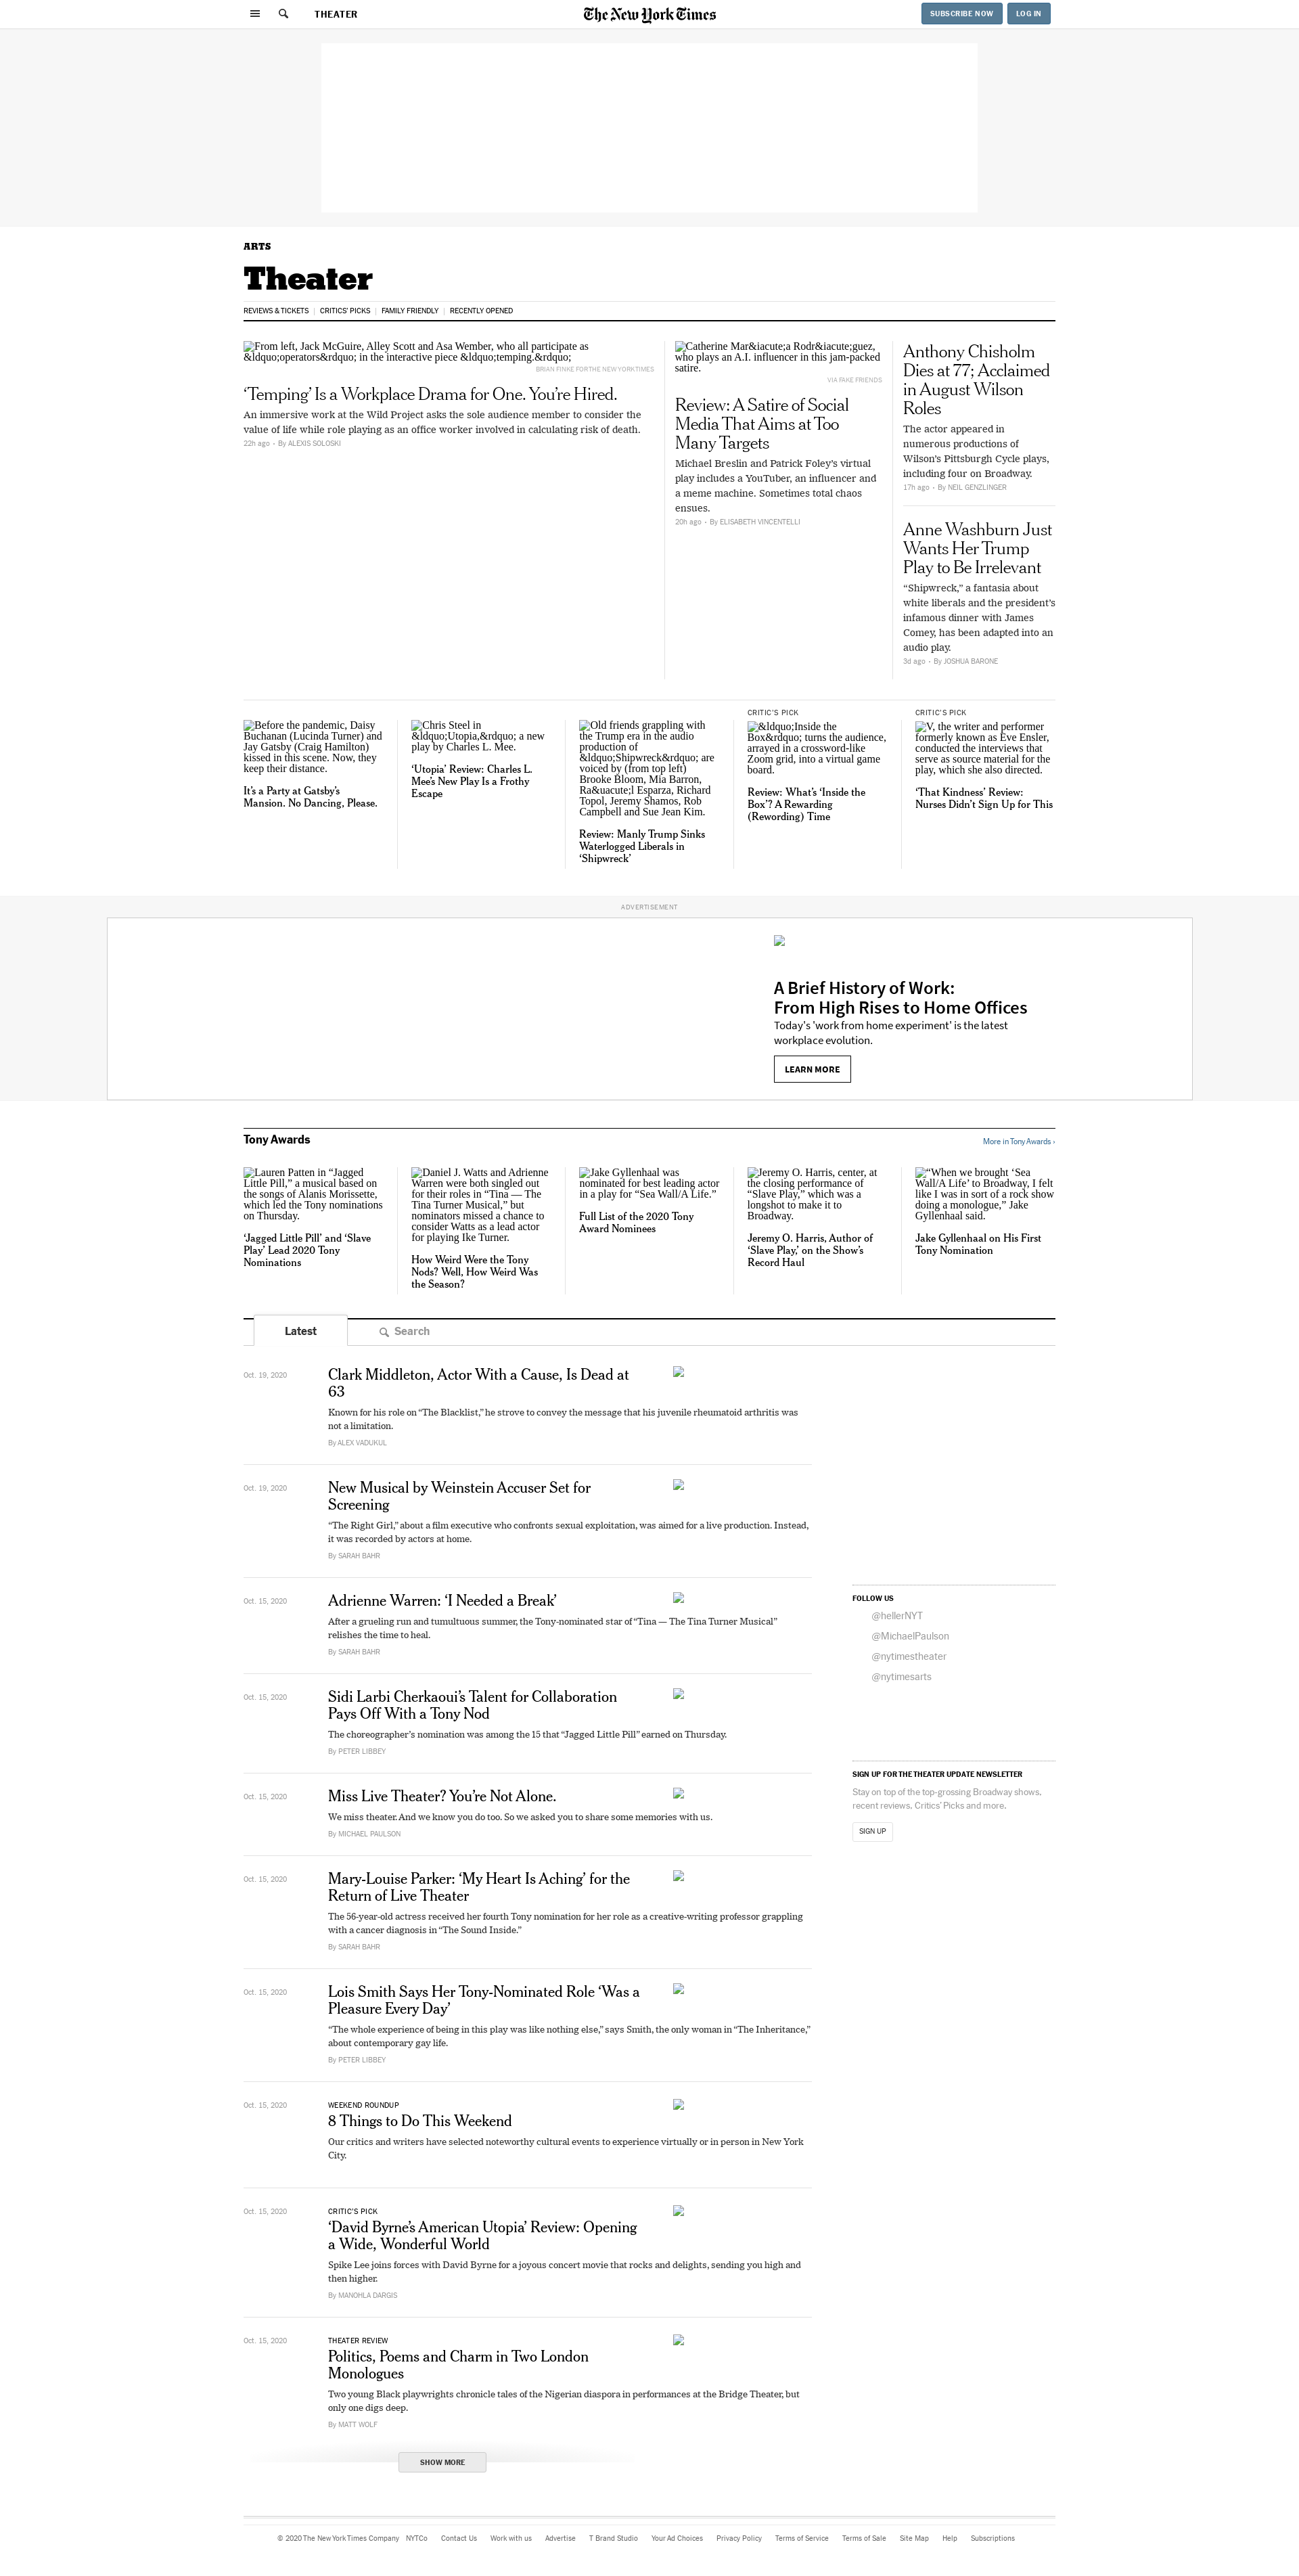 THEATER
The New York Times
SUBSCRIBE NOW
LOG IN
ARTS
Theater
REVIEWS & TICKETS
CRITICS' PICKS
FAMILY FRIENDLY
RECENTLY OPENED
From left, Jack McGuire, Alley Scott and Asa Wember, who all participate as
&ldquo;operators&rdquo; in the interactive piece &ldquo;temping.&rdquo;
BRIAN FINKE FOR THE NEW YORK TIMES
‘Temping’ Is a Workplace Drama for One. You’re Hired.
An immersive work at the Wild Project asks the sole audience member to consider the
value of life while role playing as an office worker involved in calculating risk of death.
22h ago - By ALEXIS SOLOSKI
Catherine Mar&iacute;a Rodr&iacute;guez,
who plays an A.I. influencer in this jam-packed
satire.
VIA FAKE FRIENDS
Review: A Satire of Social
Media That Aims at Too
Many Targets
Michael Breslin and Patrick Foley’s virtual
play includes a YouTuber, an influencer and
a meme machine. Sometimes total chaos
ensues.
20h ago - By ELISABETH VINCENTELLI
Anthony Chisholm
Dies at 77; Acclaimed
in August Wilson
Roles
The actor appeared in
numerous productions of
Wilson’s Pittsburgh Cycle plays,
including four on Broadway.
17h ago - By NEIL GENZLINGER
Anne Washburn Just
Wants Her Trump
Play to Be Irrelevant
“Shipwreck,” a fantasia about
white liberals and the president’s
infamous dinner with James
Comey, has been adapted into an
audio play.
3d ago - By JOSHUA BARONE
Before the pandemic, Daisy
Buchanan (Lucinda Turner) and
Jay Gatsby (Craig Hamilton)
kissed in this scene. Now, they
keep their distance.
It’s a Party at Gatsby’s
Mansion. No Dancing, Please.
Chris Steel in
&ldquo;Utopia,&rdquo; a new
play by Charles L. Mee.
‘Utopia’ Review: Charles L.
Mee’s New Play Is a Frothy
Escape
Old friends grappling with
the Trump era in the audio
production of
&ldquo;Shipwreck&rdquo; are
voiced by (from top left)
Brooke Bloom, Mia Barron,
Ra&uacute;l Esparza, Richard
Topol, Jeremy Shamos, Rob
Campbell and Sue Jean Kim.
Review: Manly Trump Sinks
Waterlogged Liberals in
‘Shipwreck’
CRITIC'S PICK
&ldquo;Inside the
Box&rdquo; turns the audience,
arrayed in a crossword-like
Zoom grid, into a virtual game
board.
Review: What’s ‘Inside the
Box’? A Rewarding
(Rewording) Time
CRITIC'S PICK
V, the writer and performer
formerly known as Eve Ensler,
conducted the interviews that
serve as source material for the
play, which she also directed.
‘That Kindness’ Review:
Nurses Didn’t Sign Up for This
ADVERTISEMENT
A Brief History of Work:
From High Rises to Home Offices
Today's 'work from home experiment' is the latest
workplace evolution.
LEARN MORE
Tony Awards
More in Tony Awards ›
Lauren Patten in “Jagged
Little Pill,” a musical based on
the songs of Alanis Morissette,
which led the Tony nominations
on Thursday.
‘Jagged Little Pill’ and ‘Slave
Play’ Lead 2020 Tony
Nominations
Daniel J. Watts and Adrienne
Warren were both singled out
for their roles in “Tina — The
Tina Turner Musical,” but
nominators missed a chance to
consider Watts as a lead actor
for playing Ike Turner.
How Weird Were the Tony
Nods? Well, How Weird Was
the Season?
Jake Gyllenhaal was
nominated for best leading actor
in a play for “Sea Wall/A Life.”
Full List of the 2020 Tony
Award Nominees
Jeremy O. Harris, center, at
the closing performance of
“Slave Play,” which was a
longshot to make it to
Broadway.
Jeremy O. Harris, Author of
‘Slave Play,’ on the Show’s
Record Haul
“When we brought ‘Sea
Wall/A Life’ to Broadway, I felt
like I was in sort of a rock show
doing a monologue,” Jake
Gyllenhaal said.
Jake Gyllenhaal on His First
Tony Nomination
Latest
Search
Oct. 19, 2020
Clark Middleton, Actor With a Cause, Is Dead at
63
Known for his role on “The Blacklist,” he strove to convey the message that his juvenile rheumatoid arthritis was
not a limitation.
By ALEX VADUKUL
Oct. 19, 2020
New Musical by Weinstein Accuser Set for
Screening
“The Right Girl,” about a film executive who confronts sexual exploitation, was aimed for a live production. Instead,
it was recorded by actors at home.
By SARAH BAHR
Oct. 15, 2020
Adrienne Warren: ‘I Needed a Break’
After a grueling run and tumultuous summer, the Tony-nominated star of “Tina — The Tina Turner Musical”
relishes the time to heal.
By SARAH BAHR
Oct. 15, 2020
Sidi Larbi Cherkaoui’s Talent for Collaboration
Pays Off With a Tony Nod
The choreographer’s nomination was among the 15 that “Jagged Little Pill” earned on Thursday.
By PETER LIBBEY
Oct. 15, 2020
Miss Live Theater? You’re Not Alone.
We miss theater. And we know you do too. So we asked you to share some memories with us.
By MICHAEL PAULSON
Oct. 15, 2020
Mary-Louise Parker: ‘My Heart Is Aching’ for the
Return of Live Theater
The 56-year-old actress received her fourth Tony nomination for her role as a creative-writing professor grappling
with a cancer diagnosis in “The Sound Inside.”
By SARAH BAHR
Oct. 15, 2020
Lois Smith Says Her Tony-Nominated Role ‘Was a
Pleasure Every Day’
“The whole experience of being in this play was like nothing else,” says Smith, the only woman in “The Inheritance,”
about contemporary gay life.
By PETER LIBBEY
Oct. 15, 2020
WEEKEND ROUNDUP
8 Things to Do This Weekend
Our critics and writers have selected noteworthy cultural events to experience virtually or in person in New York
City.
Oct. 15, 2020
CRITIC'S PICK
‘David Byrne’s American Utopia’ Review: Opening
a Wide, Wonderful World
Spike Lee joins forces with David Byrne for a joyous concert movie that rocks and delights, sending you high and
then higher.
By MANOHLA DARGIS
Oct. 15, 2020
THEATER REVIEW
Politics, Poems and Charm in Two London
Monologues
Two young Black playwrights chronicle tales of the Nigerian diaspora in performances at the Bridge Theater, but
only one digs deep.
By MATT WOLF
SHOW MORE
FOLLOW US
@hellerNYT
@MichaelPaulson
@nytimestheater
@nytimesarts
SIGN UP FOR THE THEATER UPDATE NEWSLETTER
Stay on top of the top-grossing Broadway shows,
recent reviews, Critics’ Picks and more.
SIGN UP
© 2020 The New York Times Company NYTCo Contact Us Work with us Advertise T Brand Studio Your Ad Choices Privacy Policy Terms of Service Terms of Sale Site Map Help Subscriptions